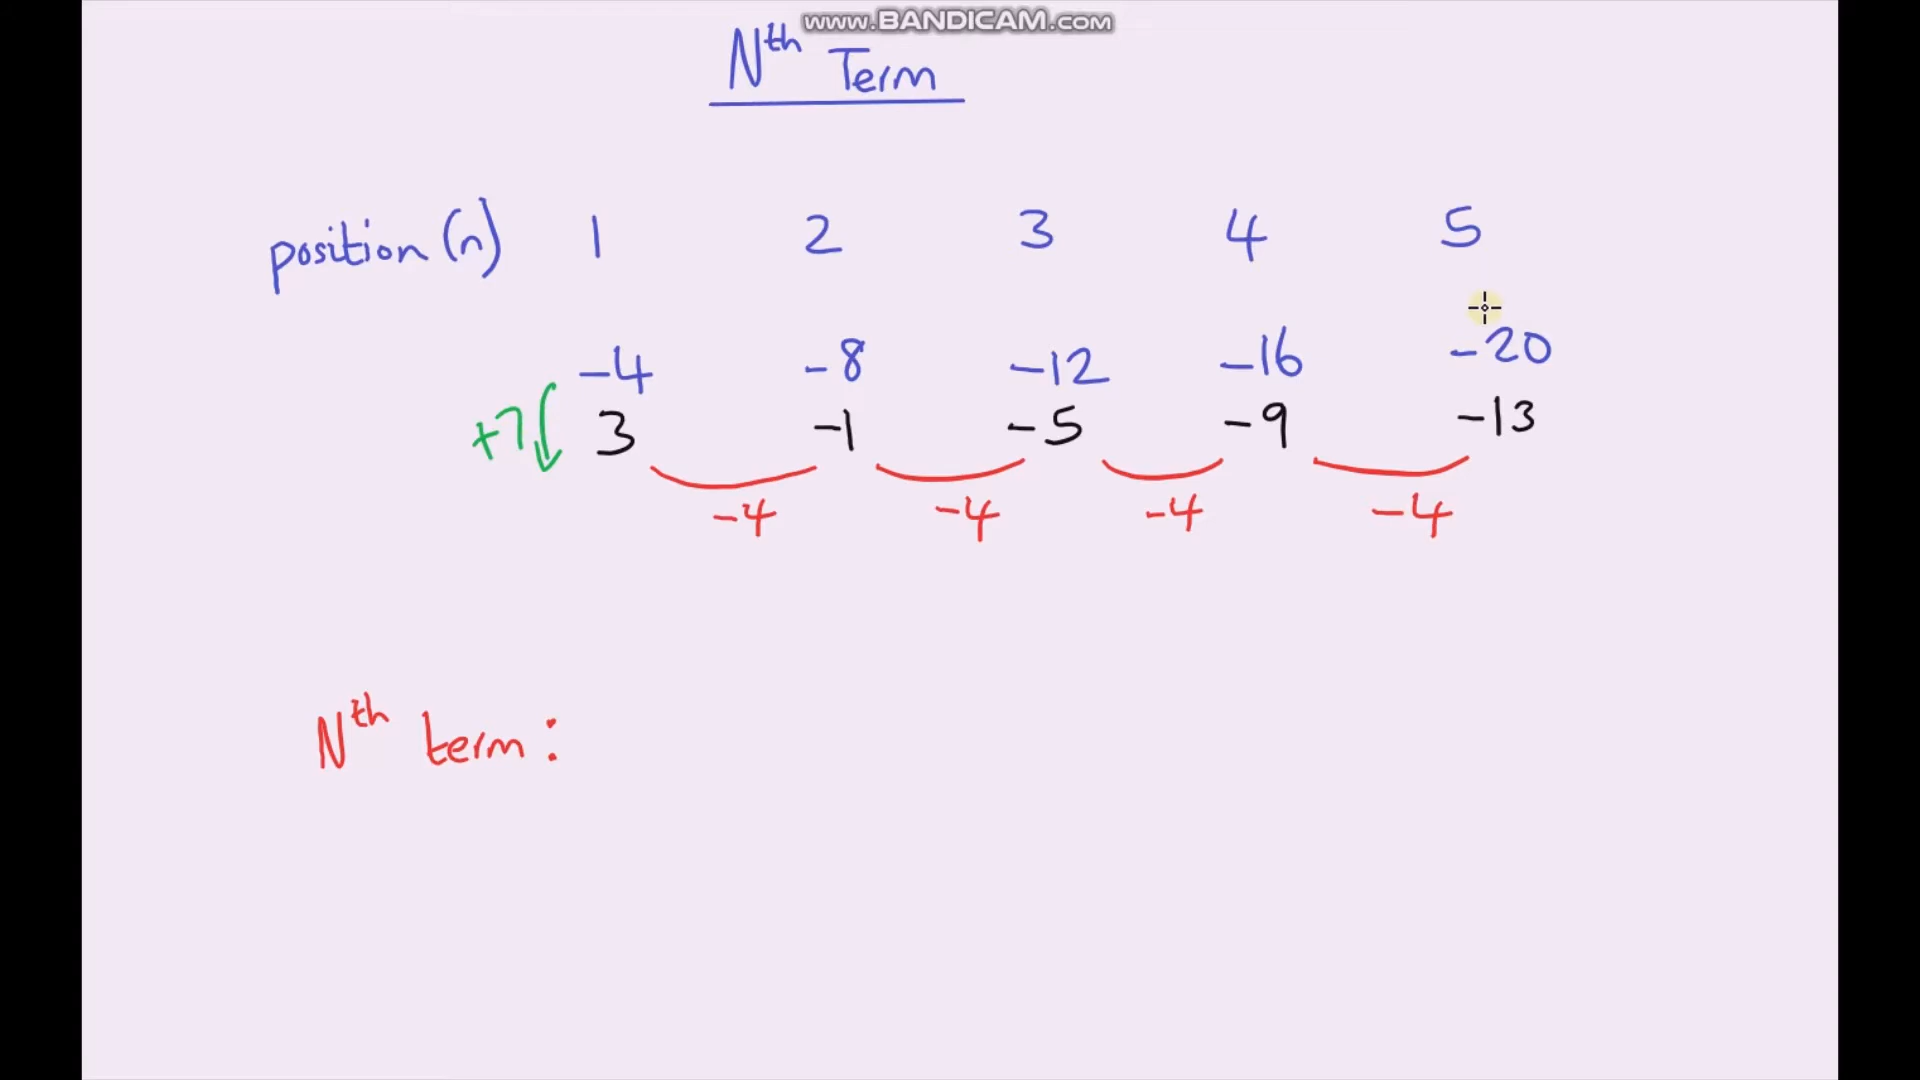 www.BANDICAM.com
Nth Term
position (n) 1 2 3 4 5
-4 -8 -12 -16 -20
+7 3 -1 -5 -9 -13
-4 -4 -4 -4
Nth term: